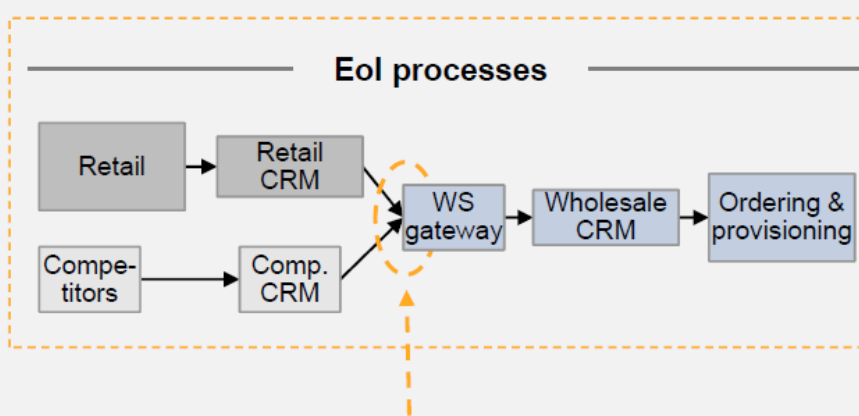 EoI processes
Retail
Retail
CRM
WS
gateway
Wholesale
CRM
Ordering &
provisioning
Compe-
titors
Comp.
CRM